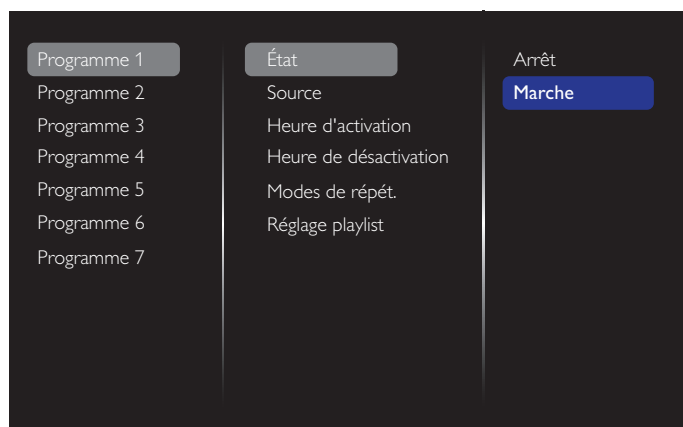 Programme 1
Programme 2
Programme 3
Programme 4
Programme 5
Programme 6
Programme 7
État
Source
Heure d'activation
Heure de désactivation
Modes de répét.
Réglage playlist
Arrêt
Marche